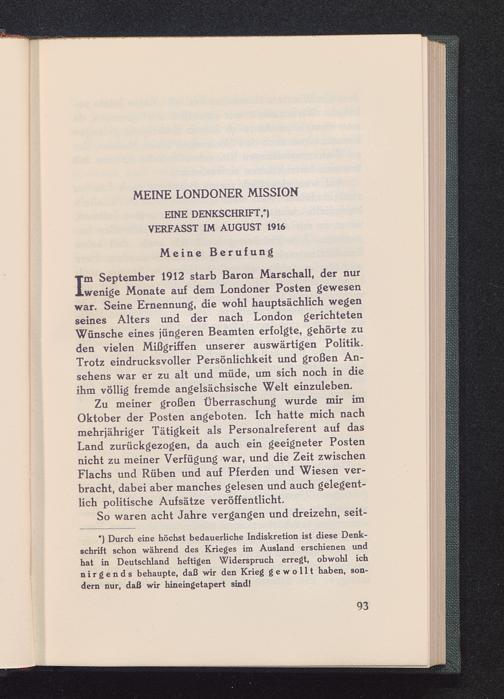 MEINE LONDONER MISSION
EINE DENKSCHRIFT,*)
VERFASST IM AUGUST 1916
Meine Berufung
Im September 1912 starb Baron Marschall, der nur
wenige Monate auf dem Londoner Posten gewesen
war. Seine Ernennung, die wohl hauptsächlich wegen
seines Alters und der nach London gerichteten
Wünsche eines jüngeren Beamten erfolgte, gehörte zu
den vielen Mißgriffen unserer auswärtigen Politik.
Trotz eindrucksvoller Persönlichkeit und großen An-
sehens war er zu alt und müde, um sich noch in die
ihm völlig fremde angelsächsische Welt einzuleben.
Zu meiner großen Überraschung wurde mir im
Oktober der Posten angeboten. Ich hatte mich nach
mehrjähriger Tätigkeit als Personalreferent auf das
Land zurückgezogen, da auch ein geeigneter Posten
nicht zu meiner Verfügung war, und die Zeit zwischen
Flachs und Rüben und auf Pferden und Wiesen ver-
bracht, dabei aber manches gelesen und auch gelegent-
lich politische Aufsätze veröffentlicht.
So waren acht Jahre vergangen und dreizehn, seit-
*) Durch eine höchst bedauerliche Indiskretion ist diese Denk-
schrift schon während des Krieges im Ausland erschienen und
hat in Deutschland heftigen Widerspruch erregt, obwohl ich
nirgends behaupte, daß wir den Krieg gewollt haben, son-
dern nur, daß wir hineingetapert sind!
93